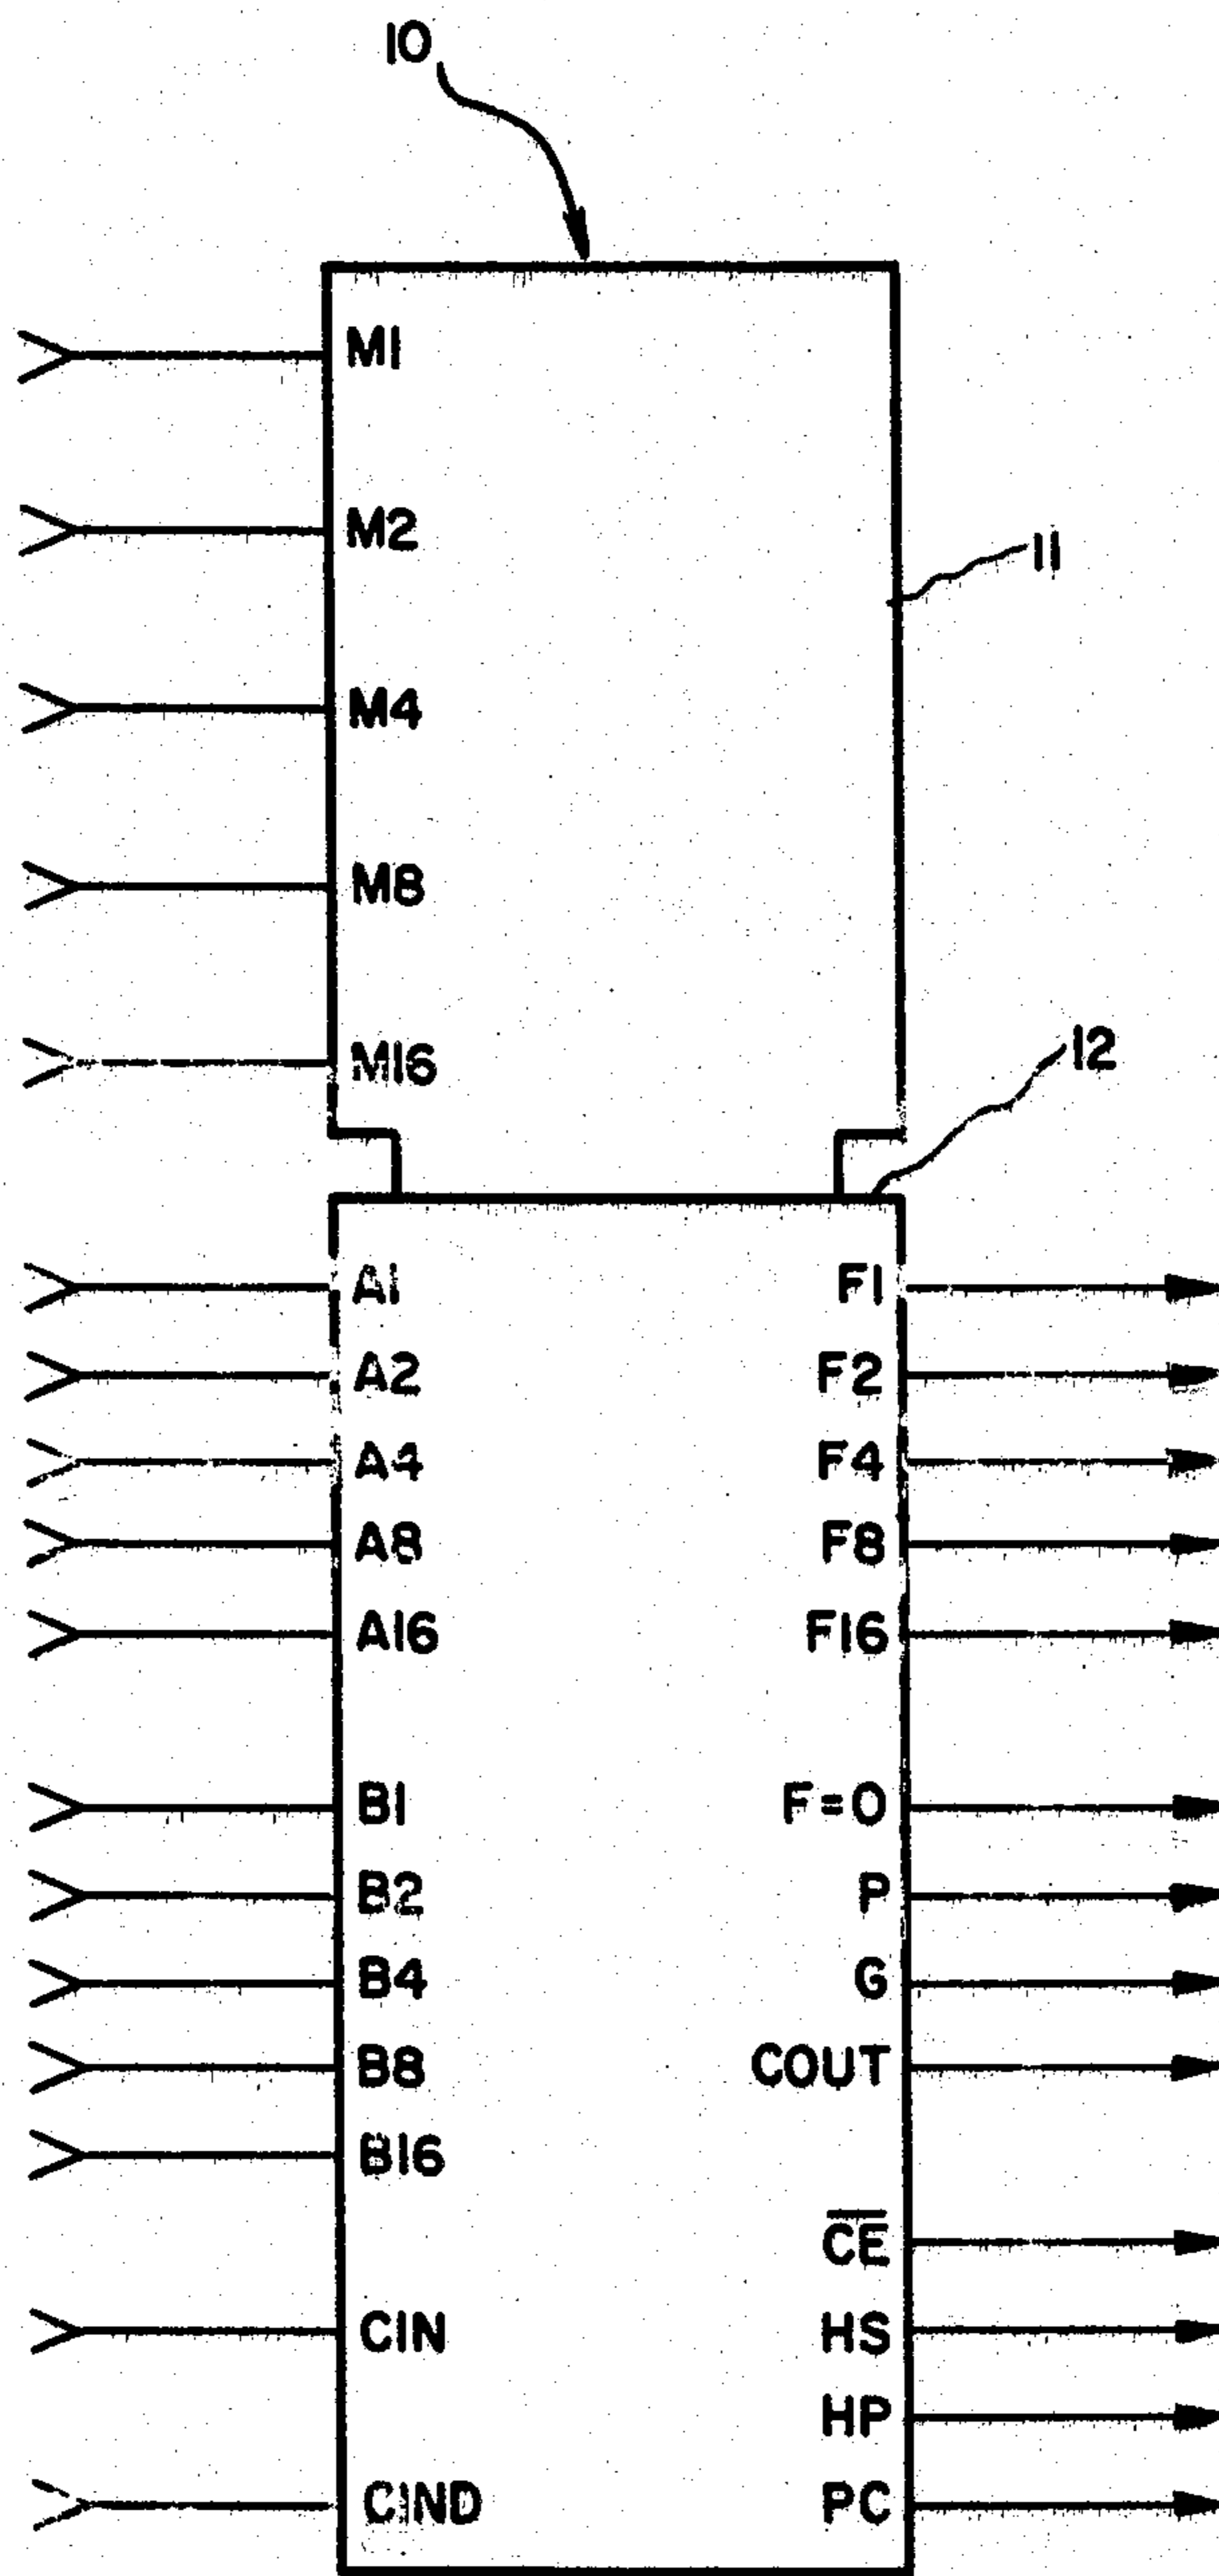 10
M1
M2
11
M4
M8
M16
12
A1 F1
A2 F2
A4 F4
A8 F8
A16 F16
B1 F=0
B2 P
B4 G
B8 COUT
B16
C̅E̅
CIN HS
HP
CIND PC